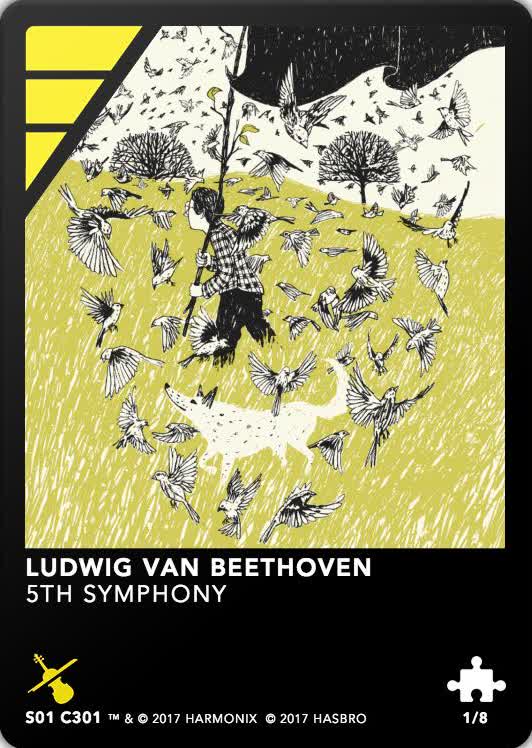 LUDWIG VAN BEETHOVEN
5TH SYMPHONY
S01 C301 ™ & © 2017 HARMONIX © 2017 HASBRO
1/8